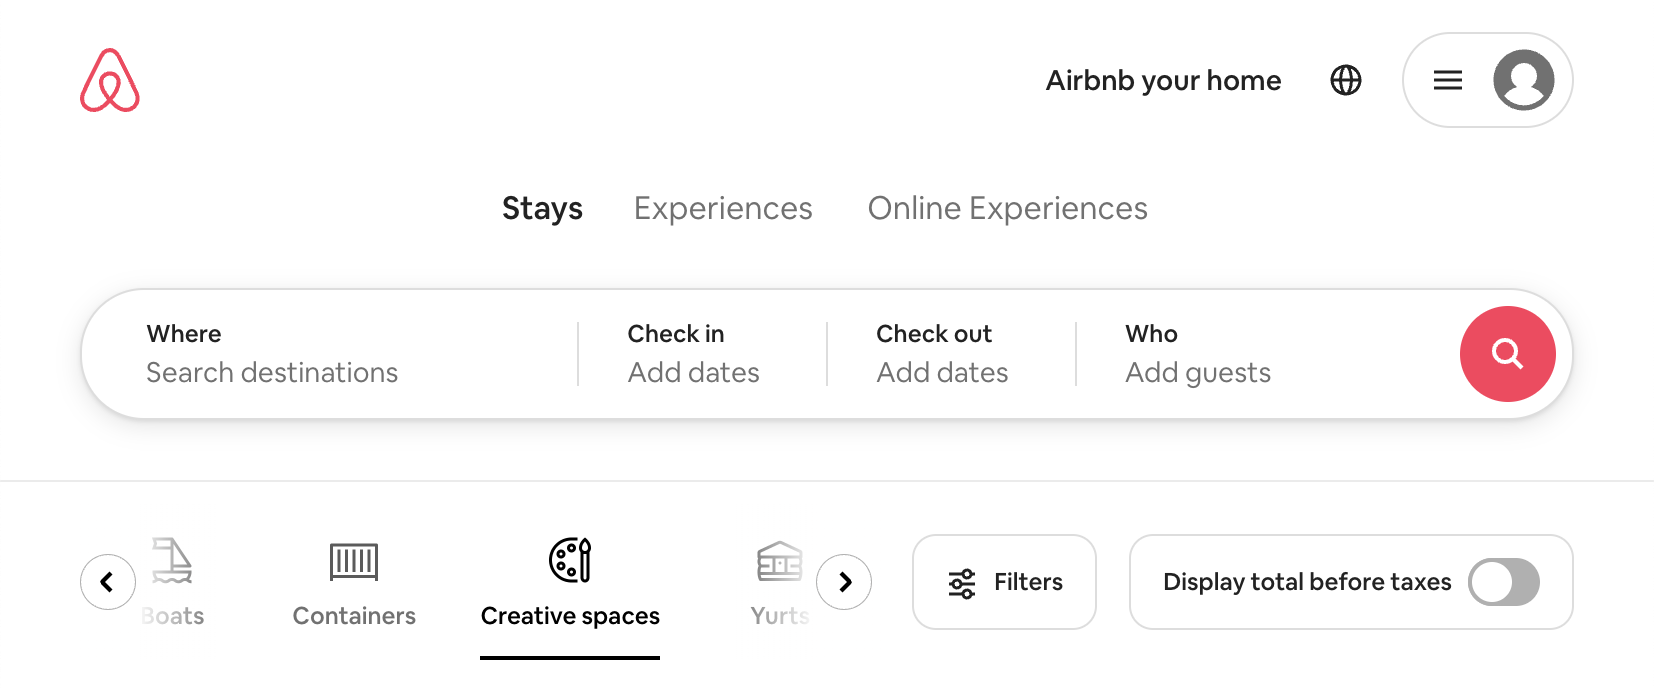 Airbnb your home
Stays Experiences Online Experiences
Where Check in Check out Who
Search destinations Add dates Add dates Add guests
Boats Containers Creative spaces Yurts
Filters
Display total before taxes